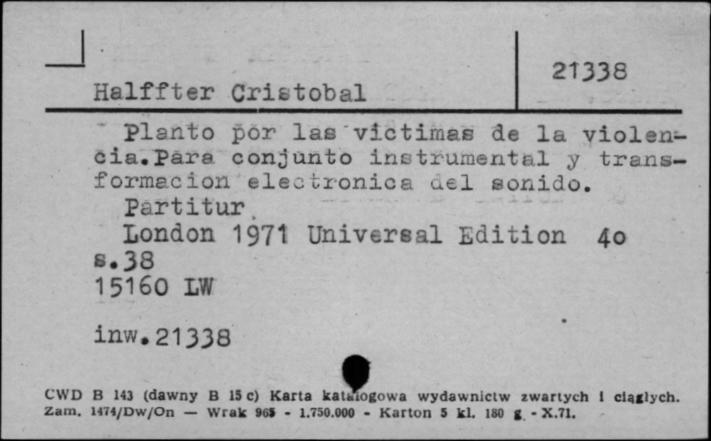 21338
Halffter Cristobal
Planto por las victimas de la violen-
cia.Para conjunto instrumental y trans-
formacion electronica del sonido.
Partitur
London 1971 Universal Edition 4o
s.38
15160 LW
inw.21338
CWD B 143 (dawny B 15 c) Karta katalogowa wydawnictw zwartych i ciągłych.
Zam. 1474/Dw/On — Wrak 965 - 1.750.000 - Karton 5 kl. 180 g - X.71.